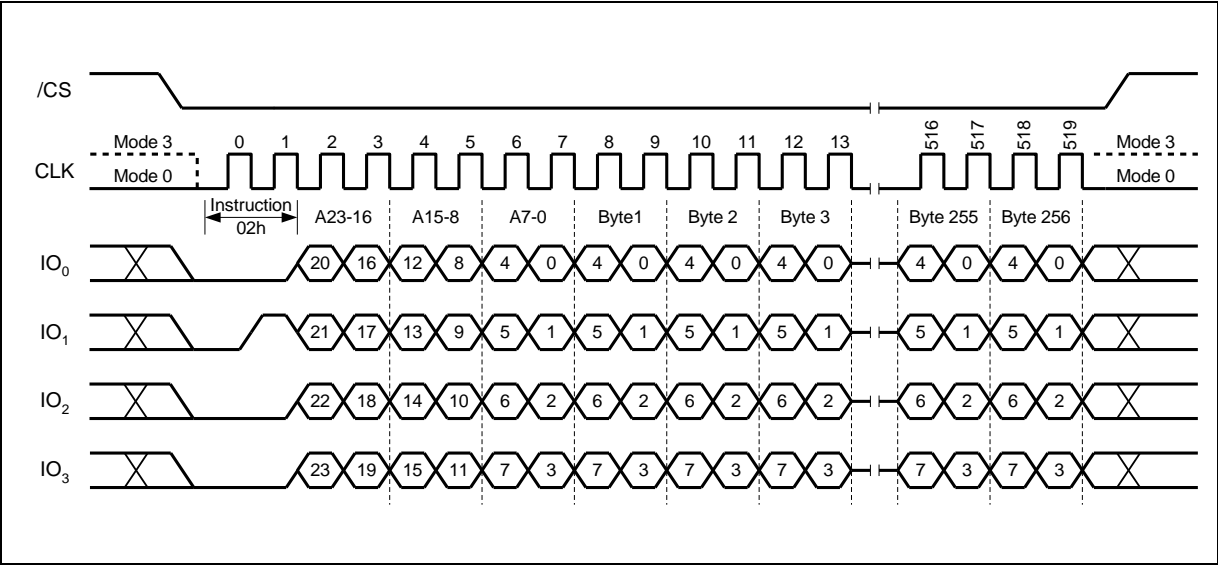 /CS
Mode 3 0 1 2 3 4 5 6 7 8 9 10 11 12 13 516 517 518 519 Mode 3
CLK Mode 0 Mode 0
Instruction A23-16 A15-8 A7-0 Byte1 Byte 2 Byte 3 Byte 255 Byte 256
02h
IO0 20 16 12 8 4 0 4 0 4 0 4 0 4 0 4 0
IO1 21 17 13 9 5 1 5 1 5 1 5 1 5 1 5 1
IO2 22 18 14 10 6 2 6 2 6 2 6 2 6 2 6 2
IO3 23 19 15 11 7 3 7 3 7 3 7 3 7 3 7 3